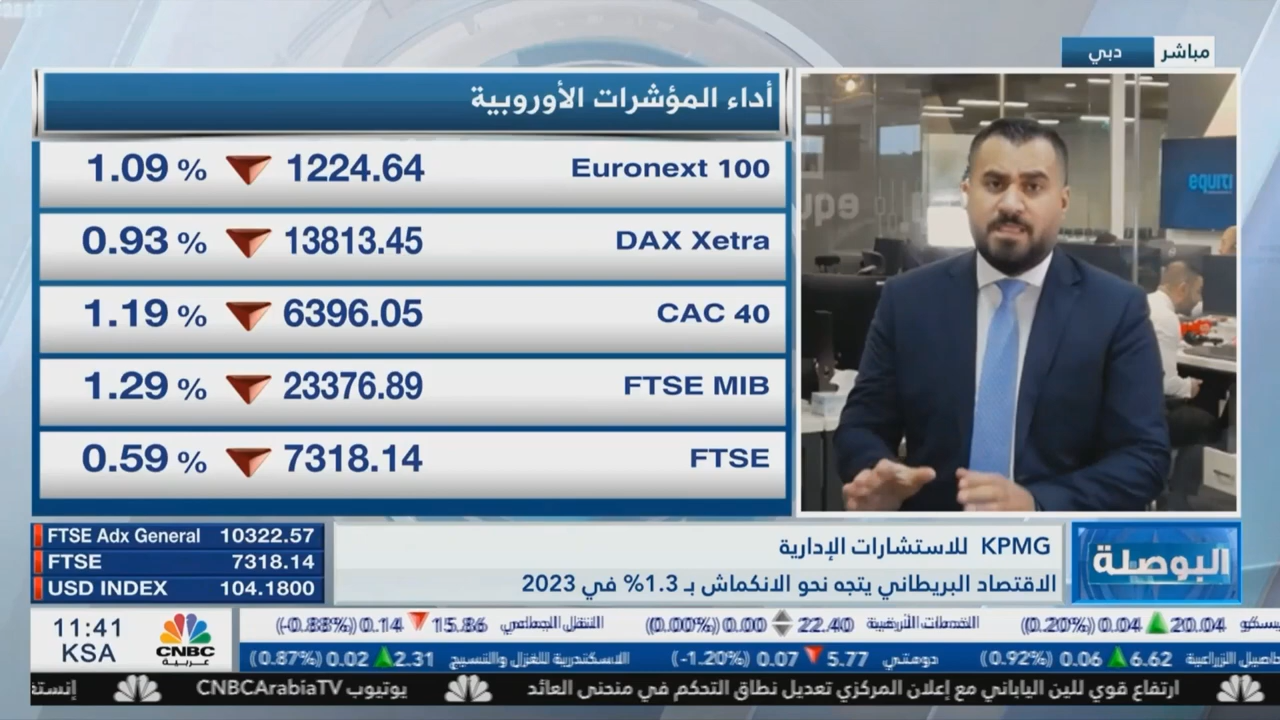 مباشر دبي
أداء المؤشرات الأوروبية
Euronext 100 1224.64 1.09 %
DAX Xetra 13813.45 0.93 %
CAC 40 6396.05 1.19 %
FTSE MIB 23376.89 1.29 %
FTSE 7318.14 0.59 %
equiti
FTSE Adx General 10322.57
FTSE 7318.14
USD INDEX 104.1800
KPMG للاستشارات الإدارية
الاقتصاد البريطاني يتجه نحو الانكماش بـ 1.3% في 2023
البوصلة
11:41
KSA
CNBC
عربية
20.04 0.04 (0.20%) الخدمات الأرضية 22.40 0.00 (0.00%) النقل الجماعي 15.86 0.14 (-0.88%)
الزراعية 6.62 0.06 (0.92%) دومتي 5.77 0.07 (-1.20%) الاسكندرية للغزل والنسيج 2.31 0.02 (0.87%)
ارتفاع قوي للين الياباني مع إعلان المركزي تعديل نطاق التحكم في منحنى العائد يوتيوب CNBCArabiaTV